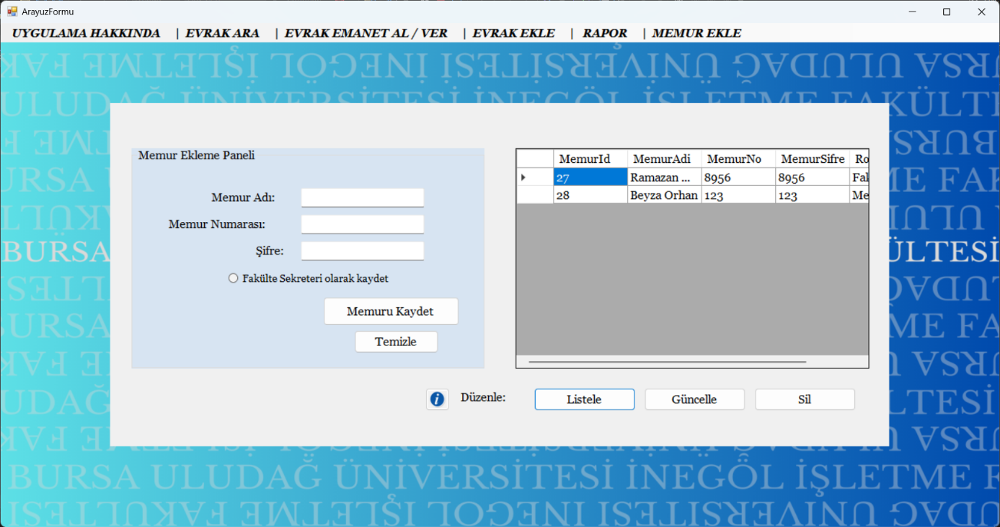 ArayuzFormu
UYGULAMA HAKKINDA | EVRAK ARA | EVRAK EMANET AL / VER | EVRAK EKLE | RAPOR | MEMUR EKLE
BURSA ULUDAĞ ÜNİVERSİTESİ İNEGÖL İŞLETME F
Memur Ekleme Paneli
Memur Adı:
Memur Numarası:
Şifre:
Fakülte Sekreteri olarak kaydet
Memuru Kaydet
Temizle
MemurId MemurAdi MemurNo MemurSifre Ro
27 Ramazan ... 8956 8956 Fak
28 Beyza Orhan 123 123 Me
Düzenle: Listele Güncelle Sil